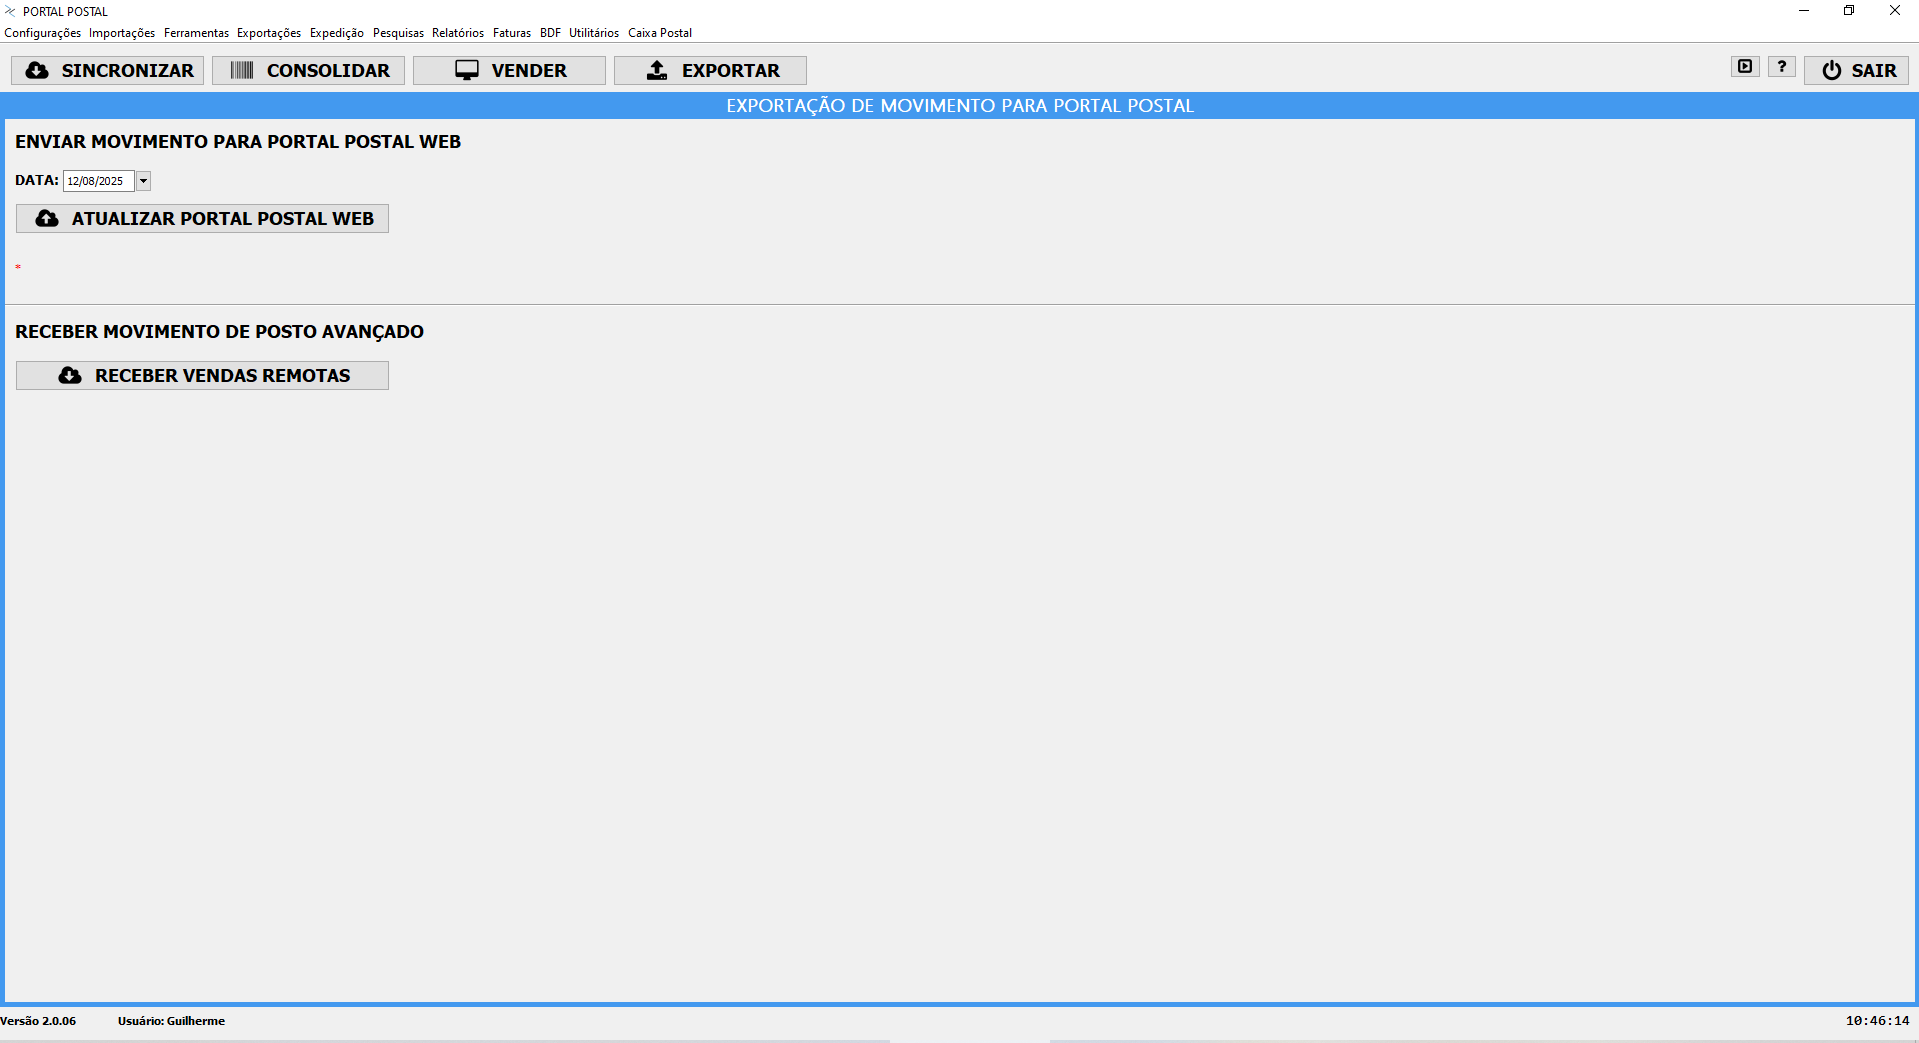 PORTAL POSTAL
Configurações Importações Ferramentas Exportações Expedição Pesquisas Relatórios Faturas BDF Utilitários Caixa Postal
SINCRONIZAR CONSOLIDAR VENDER EXPORTAR ? SAIR
EXPORTAÇÃO DE MOVIMENTO PARA PORTAL POSTAL
ENVIAR MOVIMENTO PARA PORTAL POSTAL WEB
DATA: 12/08/2025
ATUALIZAR PORTAL POSTAL WEB
*
RECEBER MOVIMENTO DE POSTO AVANÇADO
RECEBER VENDAS REMOTAS
Versão 2.0.06 Usuário: Guilherme 10:46:14